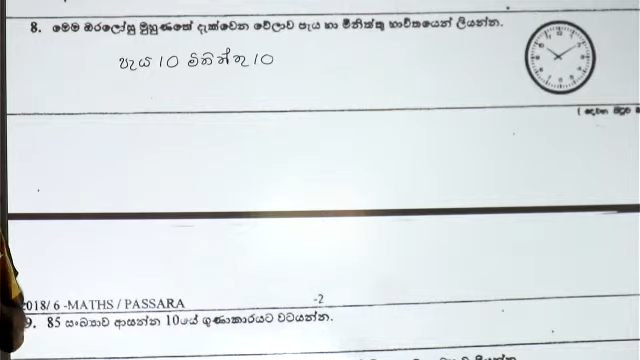 8. මෙම ඔරලෝසු මුහුණතේ දැක්වෙන වේලාව පැය හා මිනිත්තු භාවිතයෙන් ලියන්න.
පැය 10 මිනිත්තු 10
2018/ 6 -MATHS / PASSARA
-2
9. 85 සංඛ්‍යාව ආසන්න 10යේ ගුණාකාරයට වටයන්න.